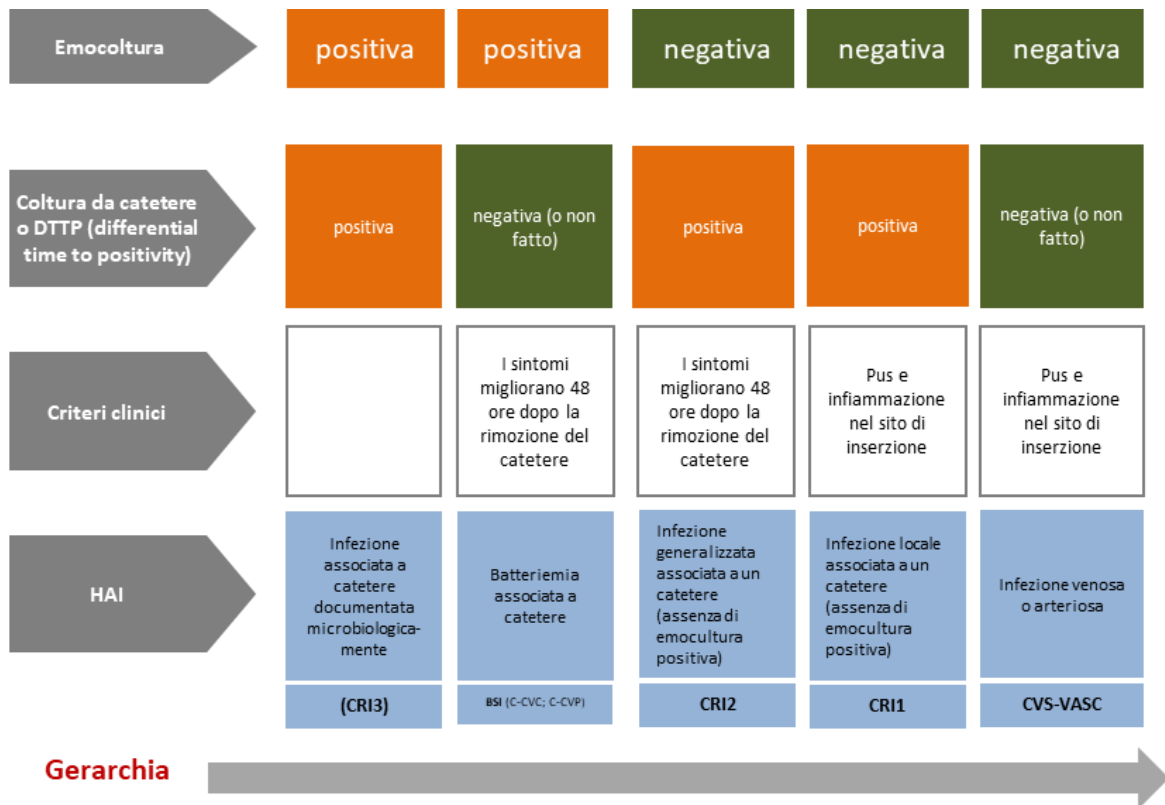 Emocoltura
positiva
positiva
negativa
negativa
negativa
Coltura da catetere
o DTTP (differential
time to positivity)
positiva
negativa (o non
fatto)
positiva
positiva
negativa (o non
fatto)
Criteri clinici
I sintomi
migliorano 48
ore dopo la
rimozione del
catetere
I sintomi
migliorano 48
ore dopo la
rimozione del
catetere
Pus e
infiammazione
nel sito di
inserzione
Pus e
infiammazione
nel sito di
inserzione
HAI
Infezione
associata a
catetere
documentata
microbiologica-
mente
Batteriemia
associata a
catetere
Infezione
generalizzata
associata a un
catetere
(assenza di
emocultura
positiva)
Infezione locale
associata a un
catetere
(assenza di
emocultura
positiva)
Infezione venosa
o arteriosa
(CRI3)
BSI (C-CVC; C-CVP)
CRI2
CRI1
CVS-VASC
Gerarchia